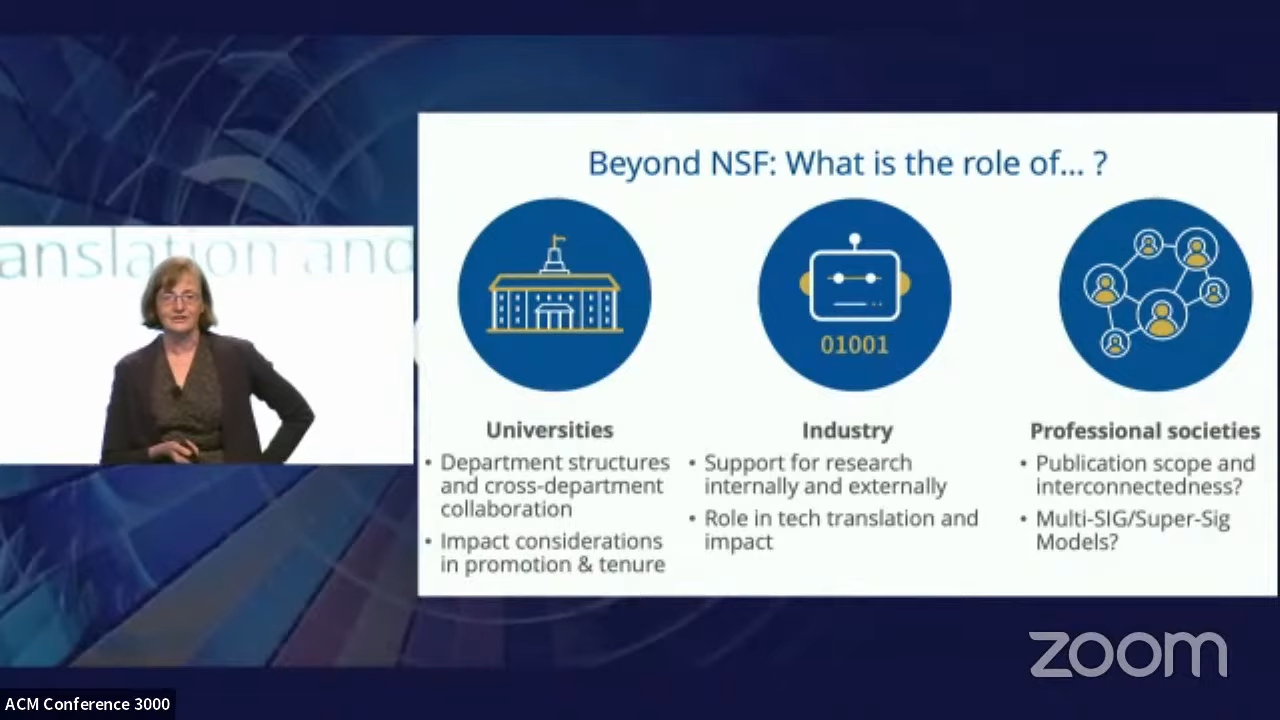 Beyond NSF: What is the role of... ?
anslation and
01001
Universities
• Department structures
and cross-department
collaboration
• Impact considerations
in promotion & tenure
Industry
• Support for research
internally and externally
• Role in tech translation and
impact
Professional societies
• Publication scope and
interconnectedness?
• Multi-SIG/Super-Sig
Models?
zoom
ACM Conference 3000